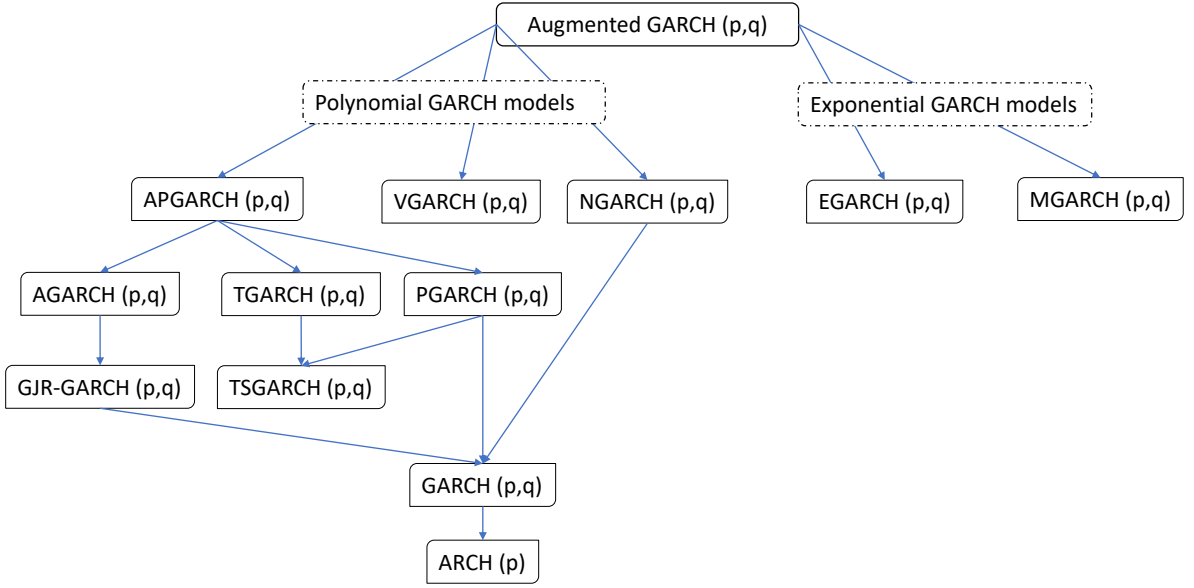 Augmented GARCH (p,q)
Polynomial GARCH models
Exponential GARCH models
APGARCH (p,q)
VGARCH (p,q)
NGARCH (p,q)
EGARCH (p,q)
MGARCH (p,q)
AGARCH (p,q)
TGARCH (p,q)
PGARCH (p,q)
GJR-GARCH (p,q)
TSGARCH (p,q)
GARCH (p,q)
ARCH (p)